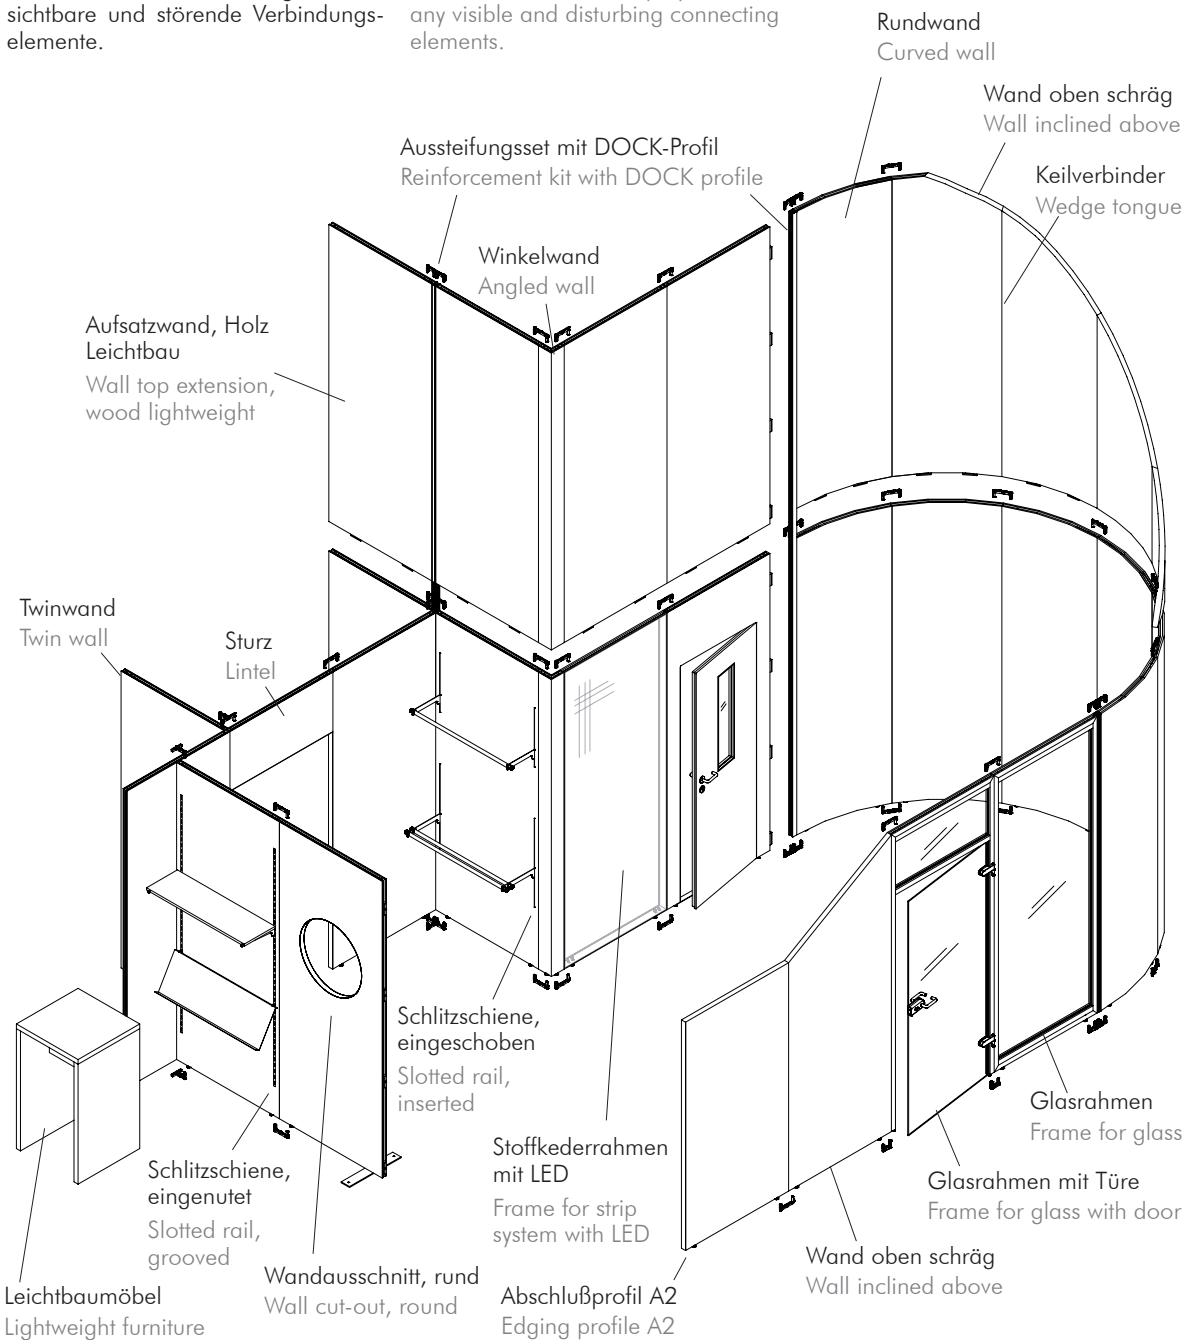 sichtbare und störende Verbindungs-
elemente.
any visible and disturbing connecting
elements.
Rundwand
Curved wall
Wand oben schräg
Wall inclined above
Aussteifungsset mit DOCK-Profil
Reinforcement kit with DOCK profile
Keilverbinder
Wedge tongue
Winkelwand
Angled wall
Aufsatzwand, Holz
Leichtbau
Wall top extension,
wood lightweight
Twinwand
Twin wall
Sturz
Lintel
Schlitzschiene,
eingeschoben
Slotted rail,
inserted
Glasrahmen
Frame for glass
Stoffkederrahmen
mit LED
Frame for strip
system with LED
Schlitzschiene,
eingenutet
Slotted rail,
grooved
Glasrahmen mit Türe
Frame for glass with door
Wand oben schräg
Wall inclined above
Wandausschnitt, rund
Wall cut-out, round
Leichtbaumöbel
Lightweight furniture
Abschlußprofil A2
Edging profile A2